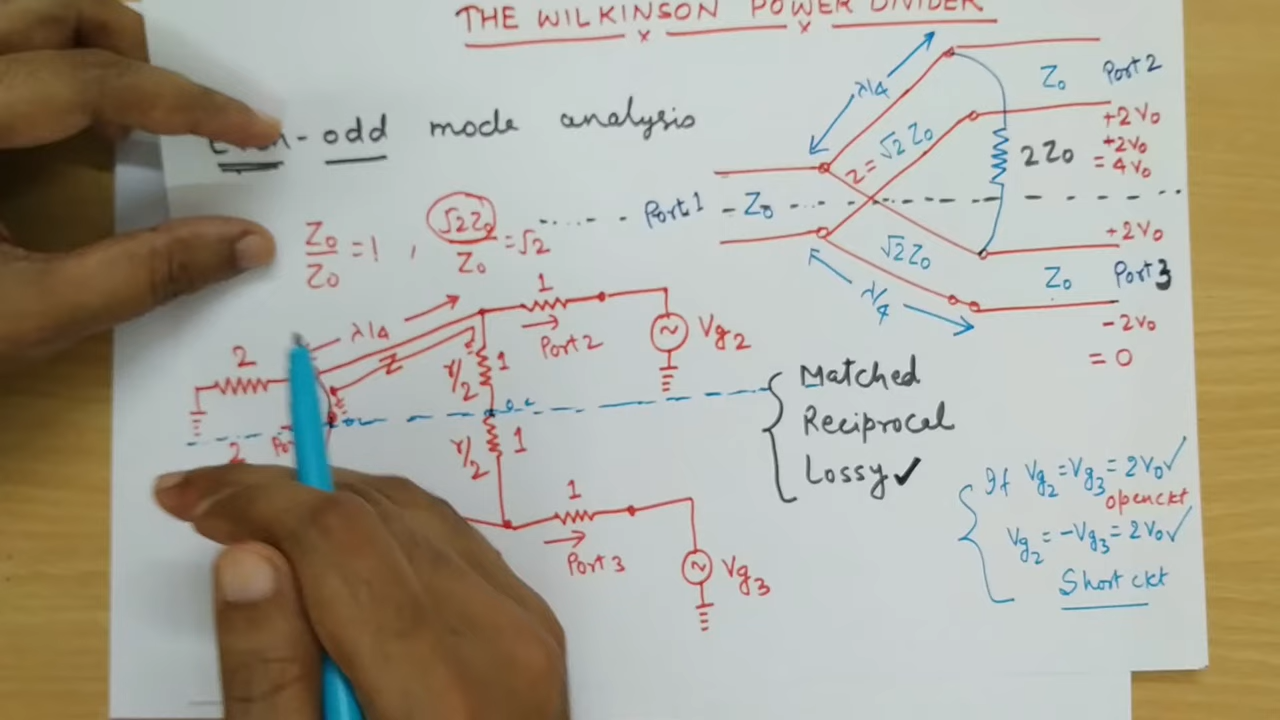 THE WILKINSON POWER DIVIDER
Even-odd mode analysis
Z₀/Z₀ = 1 , √2Z₀/Z₀ = √2
Port1
Z₀
λ/4
Z = √2 Z₀
√2 Z₀
λ/4
2Z₀
Z₀ Port 2
+2V₀
+2V₀
= 4V₀
+2V₀
Z₀ Port 3
-2V₀
= 0
2
λ/4
Z
1
Port 2
Vg2
r/2 1
o.c
r/2 1
2
1
Port 3
Vg3
Matched
Reciprocal
Lossy ✓
If Vg2 = Vg3 = 2V₀ ✓
open ckt
Vg2 = -Vg3 = 2V₀ ✓
Short ckt